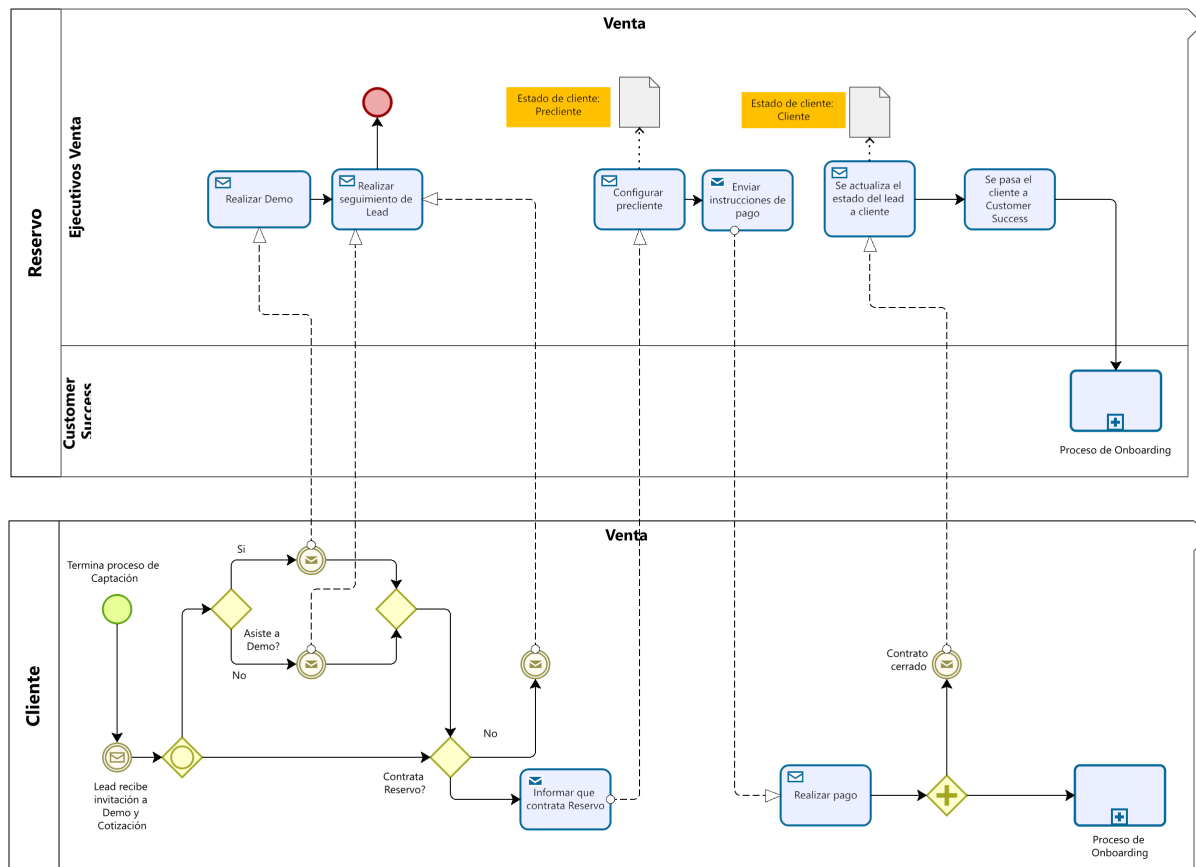 Venta
Reservo
Ejecutivos Venta
Estado de cliente:
Precliente
Estado de cliente:
Cliente
Realizar Demo
Realizar
seguimiento de
Lead
Configurar
precliente
Enviar
instrucciones de
pago
Se actualiza el
estado del lead
a cliente
Se pasa el
cliente a
Customer
Success
Customer
Success
Proceso de Onboarding
Venta
Cliente
Termina proceso de
Captación
Si
Asiste a
Demo?
No
Contrato
cerrado
Lead recibe
invitación a
Demo y
Cotización
No
Contrata
Reservo?
Informar que
contrata Reservo
Realizar pago
Proceso de
Onboarding